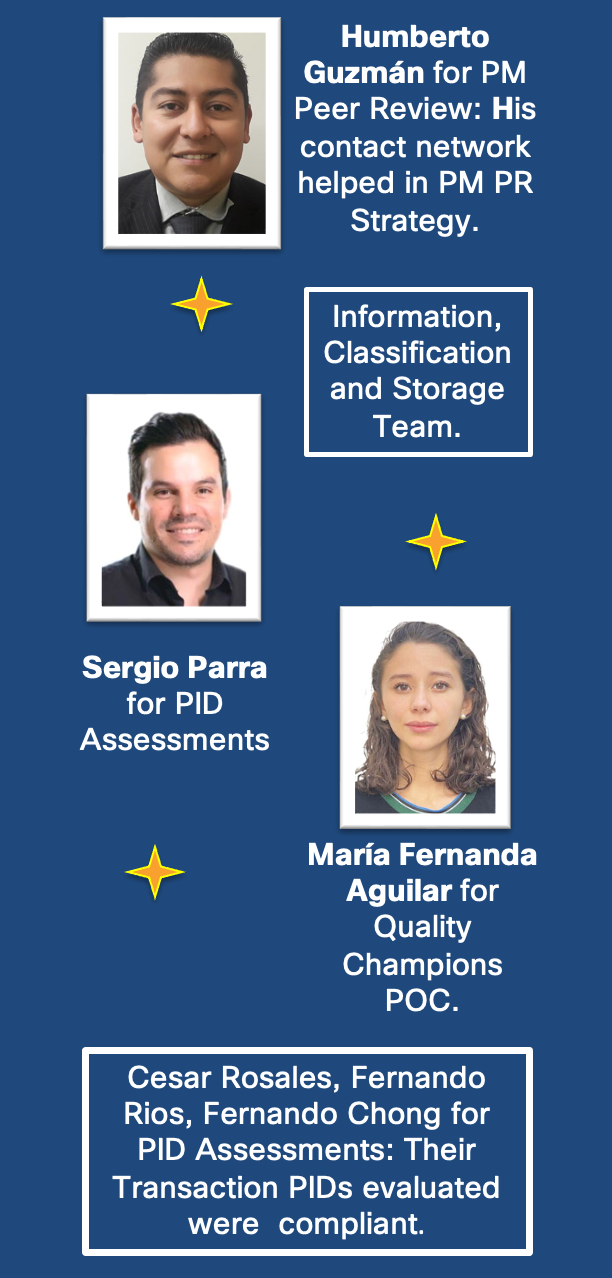 Humberto
Guzmán for PM
Peer Review: His
contact network
helped in PM PR
Strategy.
Information,
Classification
and Storage
Team.
Sergio Parra
for PID
Assessments
María Fernanda
Aguilar for
Quality
Champions
POC.
Cesar Rosales, Fernando
Rios, Fernando Chong for
PID Assessments: Their
Transaction PIDs evaluated
were  compliant.